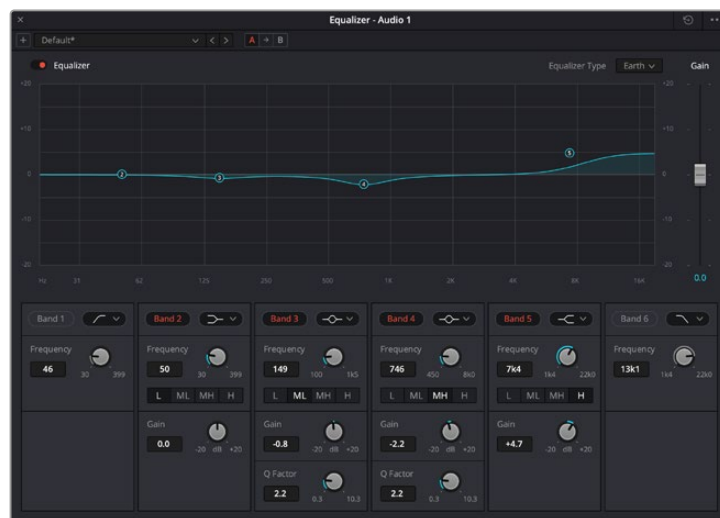 Equalizer - Audio 1
Default*
A B
Equalizer
Equalizer Type Earth Gain
+20 +20
+10 +10
0 0
-10 -10
-20 -20
2 3 4 5
Hz 31 62 125 250 500 1K 2K 4K 8K 16K
0.0
Band 1 Band 2 Band 3 Band 4 Band 5 Band 6
Frequency Frequency Frequency Frequency Frequency Frequency
46 50 149 746 7k4 13k1
30 399 30 399 100 1k5 450 8k0 1k4 22k0 1k4 22k0
L ML MH H L ML MH H L ML MH H L ML MH H
Gain Gain Gain Gain
0.0 -0.8 -2.2 +4.7
-20 dB +20 -20 dB +20 -20 dB +20 -20 dB +20
Q Factor Q Factor
2.2 2.2
0.3 10.3 0.3 10.3